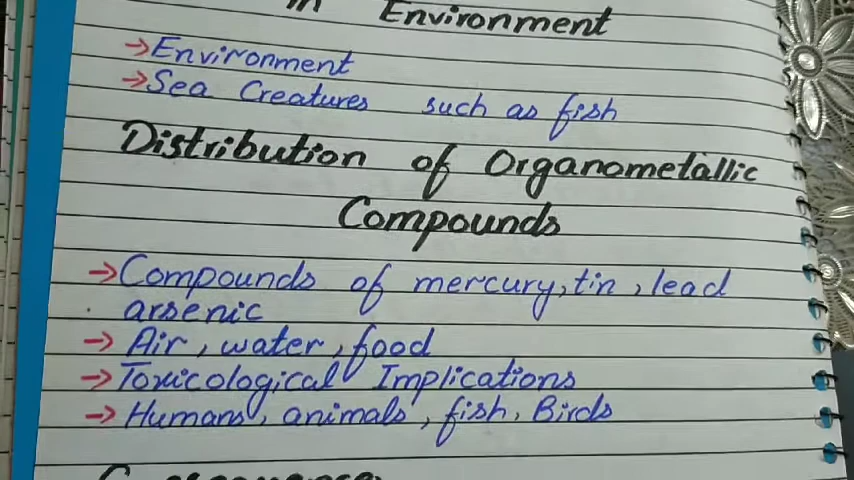 in Environment
→Environment
→Sea Creatures such as fish
Distribution of Organometallic
Compounds
→Compounds of mercury, tin, lead
arsenic
→Air, water, food
→Toxicological Implications
→Humans, animals, fish, Birds